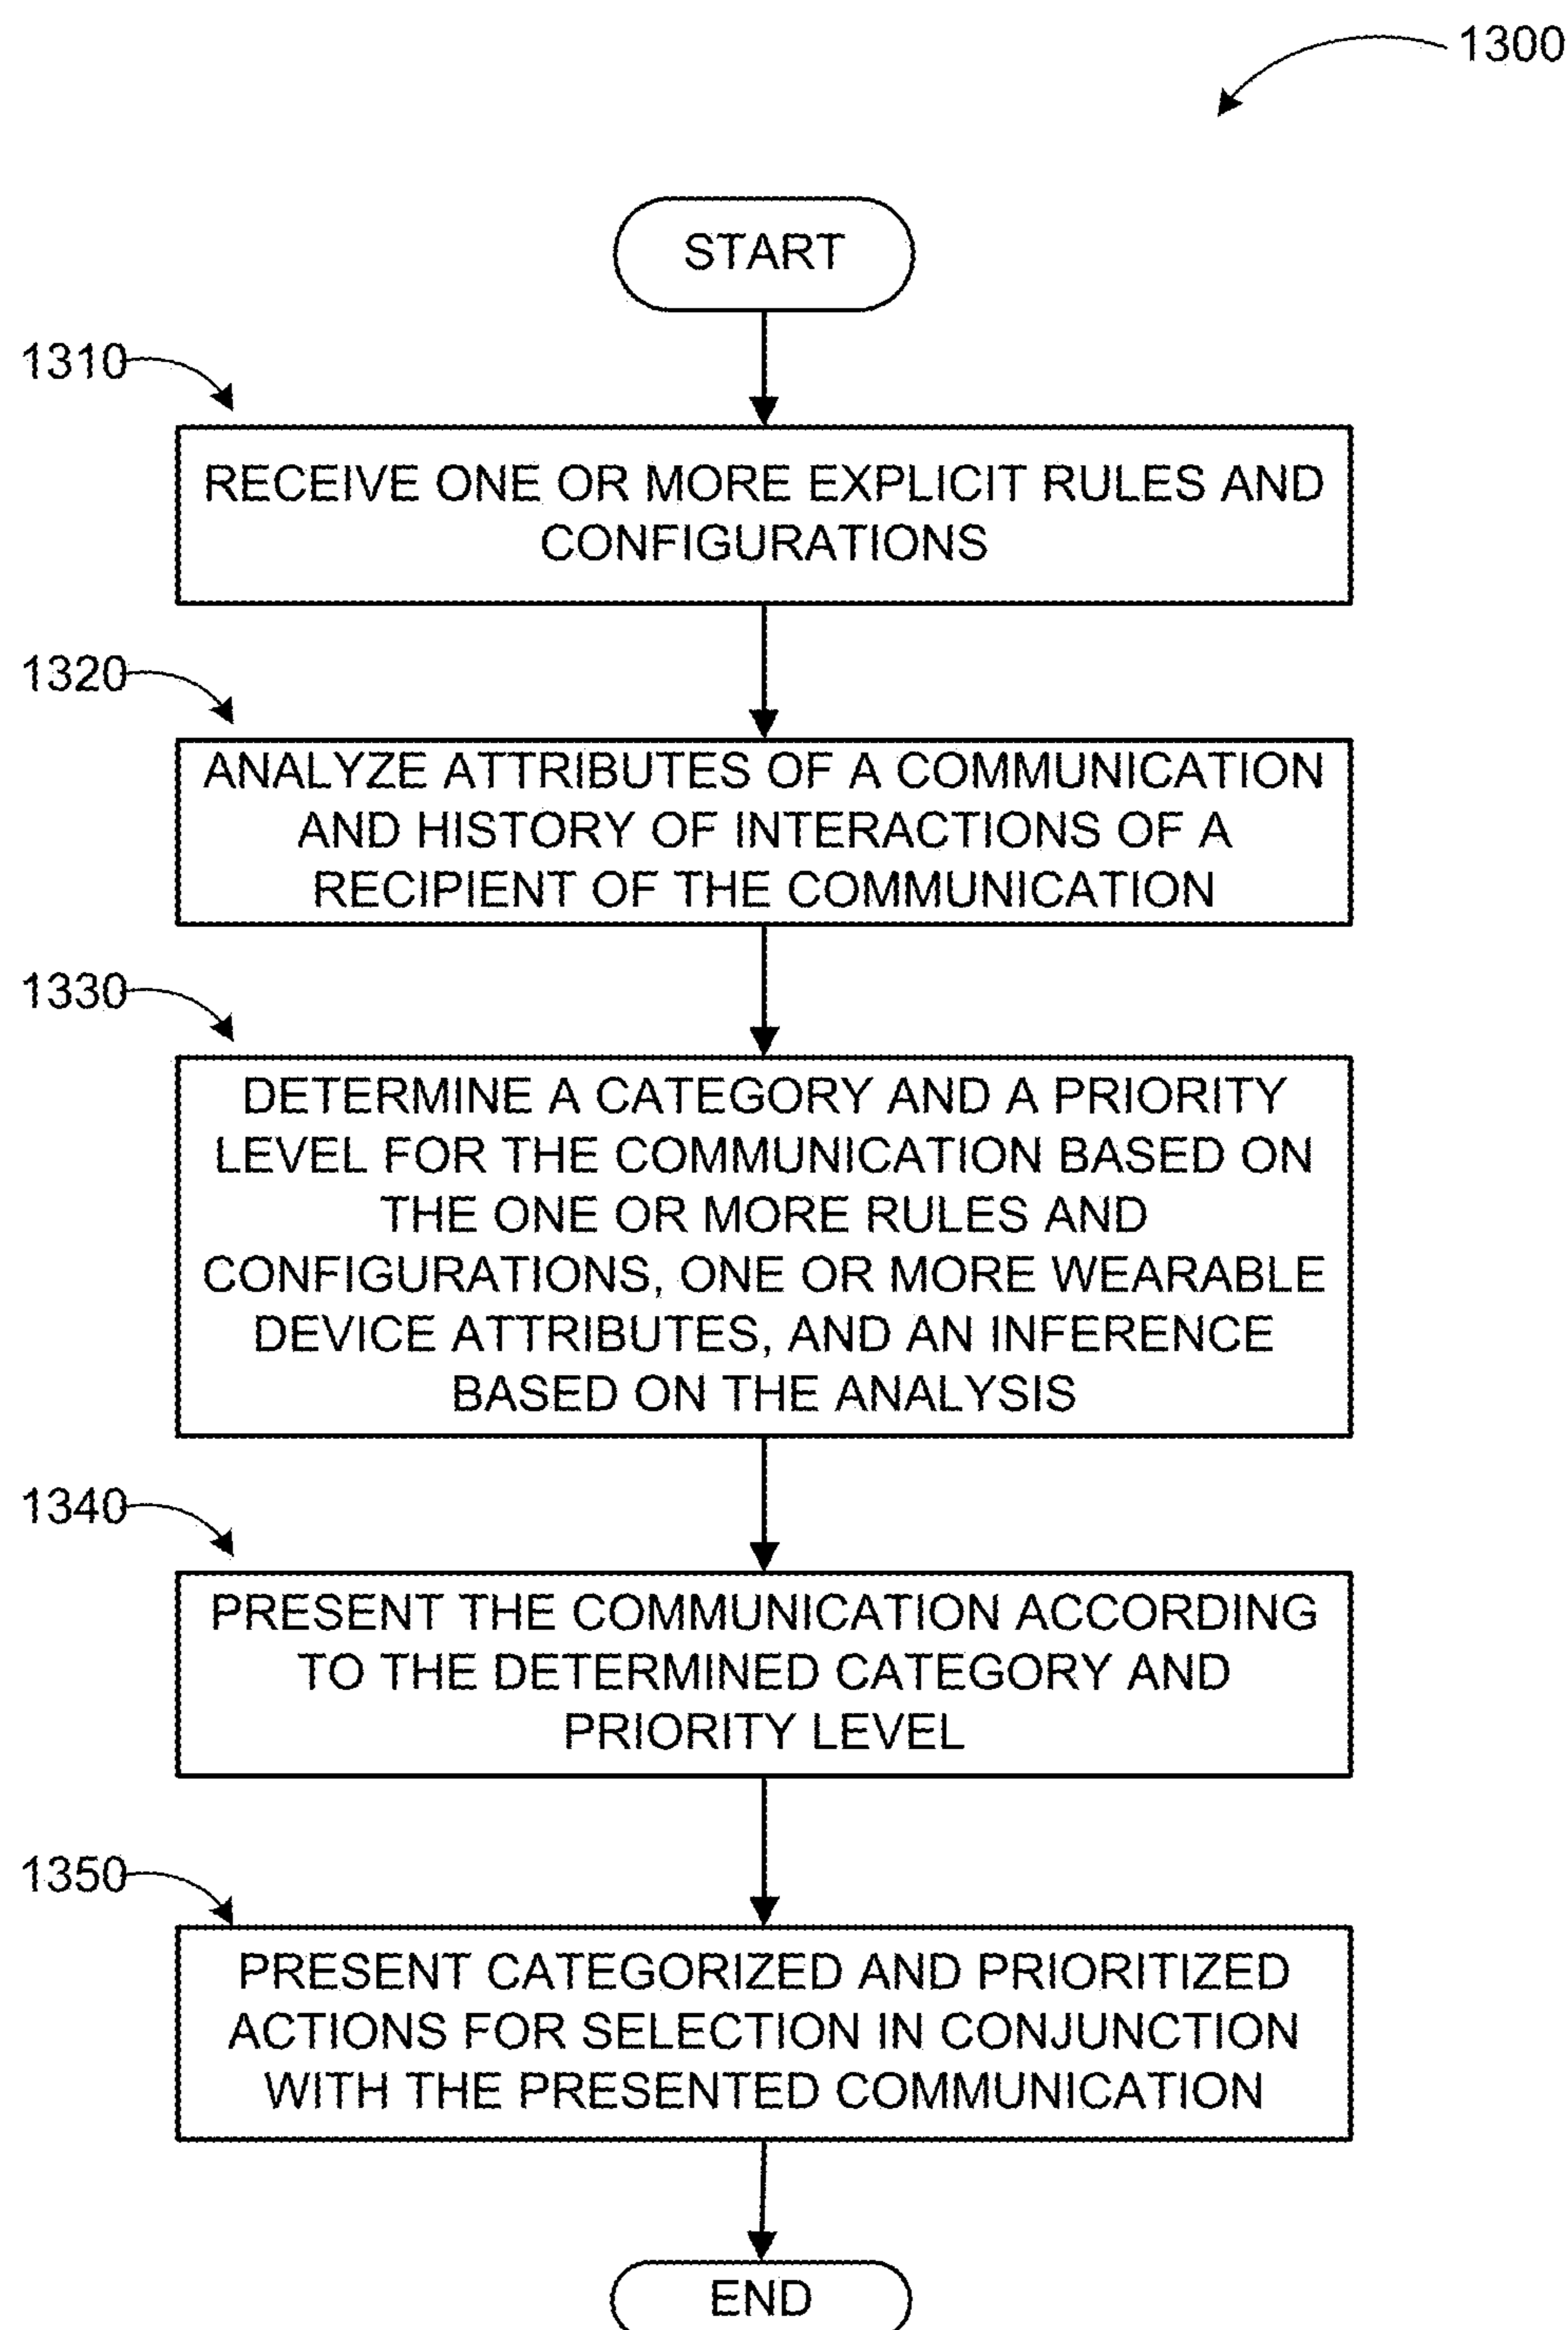 1300
START
1310
RECEIVE ONE OR MORE EXPLICIT RULES AND
CONFIGURATIONS
1320
ANALYZE ATTRIBUTES OF A COMMUNICATION
AND HISTORY OF INTERACTIONS OF A
RECIPIENT OF THE COMMUNICATION
1330
DETERMINE A CATEGORY AND A PRIORITY
LEVEL FOR THE COMMUNICATION BASED ON
THE ONE OR MORE RULES AND
CONFIGURATIONS, ONE OR MORE WEARABLE
DEVICE ATTRIBUTES, AND AN INFERENCE
BASED ON THE ANALYSIS
1340
PRESENT THE COMMUNICATION ACCORDING
TO THE DETERMINED CATEGORY AND
PRIORITY LEVEL
1350
PRESENT CATEGORIZED AND PRIORITIZED
ACTIONS FOR SELECTION IN CONJUNCTION
WITH THE PRESENTED COMMUNICATION
END